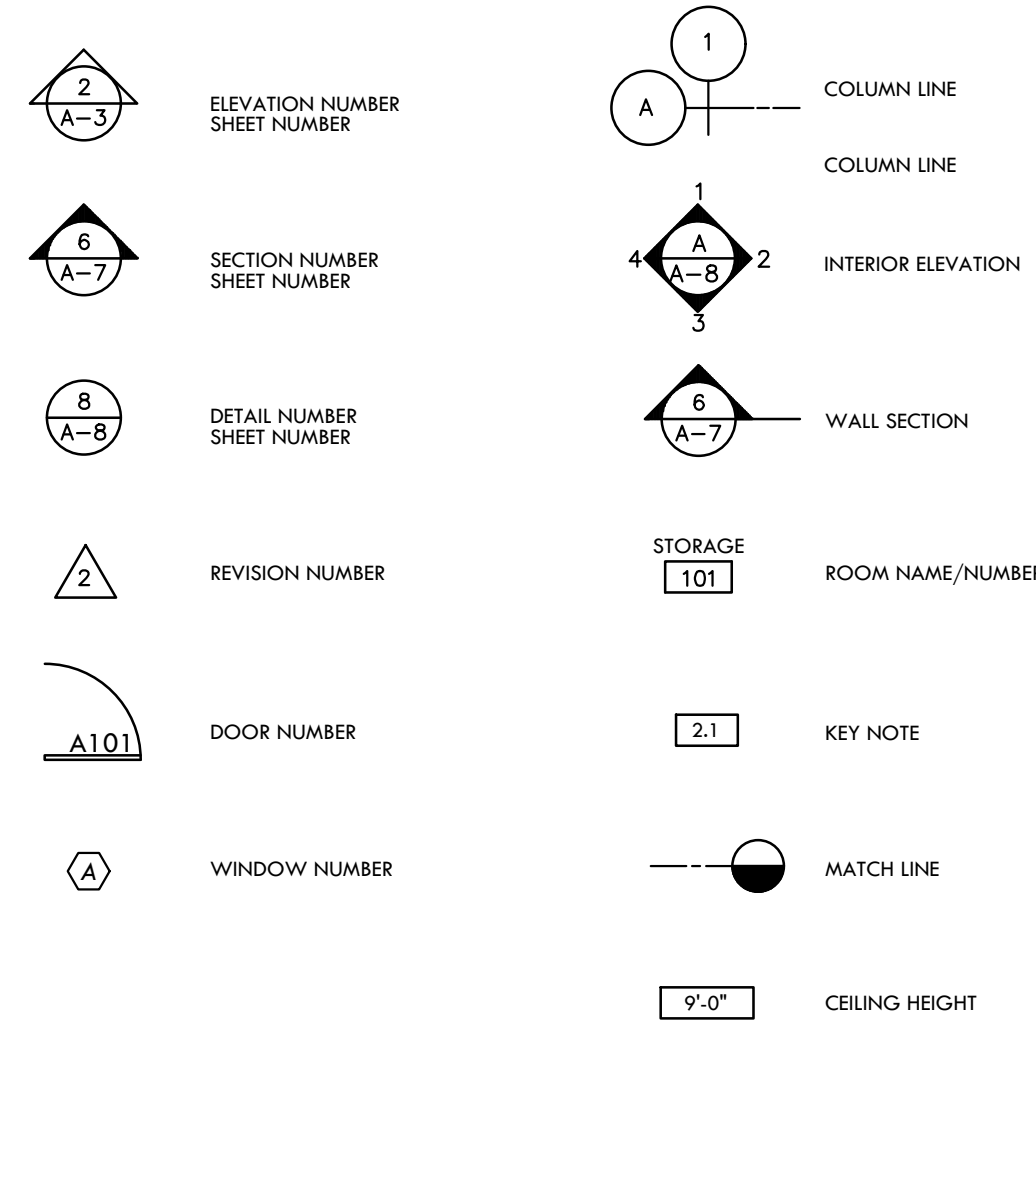 2
A-3
ELEVATION NUMBER
SHEET NUMBER
6
A-7
SECTION NUMBER
SHEET NUMBER
8
A-8
DETAIL NUMBER
SHEET NUMBER
2
REVISION NUMBER
A101
DOOR NUMBER
A
WINDOW NUMBER
1
A
COLUMN LINE
COLUMN LINE
1
A
4
2
A-8
3
INTERIOR ELEVATION
6
A-7
WALL SECTION
STORAGE
101
ROOM NAME/NUMBER
2.1
KEY NOTE
MATCH LINE
9'-0"
CEILING HEIGHT